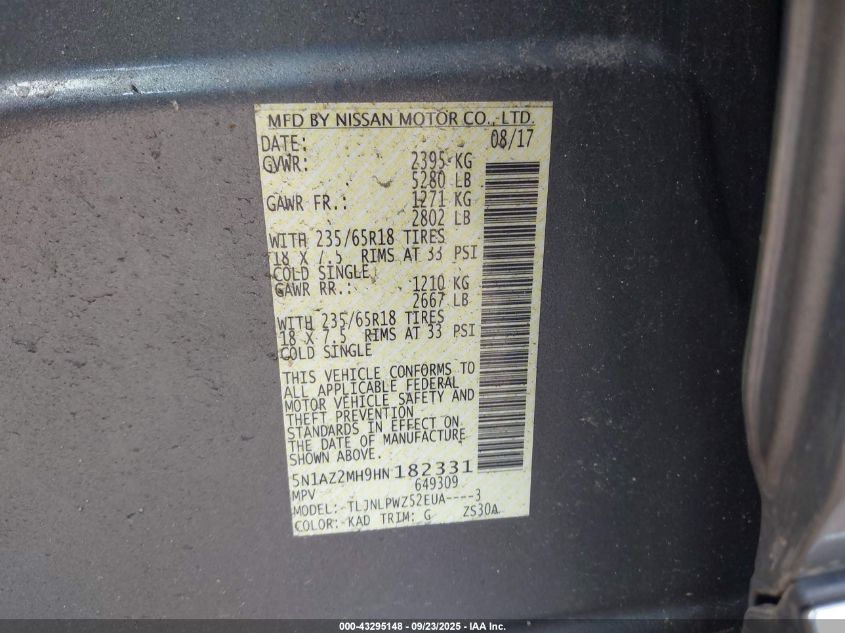 MFD BY NISSAN MOTOR CO., LTD.
DATE: 08/17
GVWR: 2395 KG
5280 LB
GAWR FR.: 1271 KG
2802 LB
WITH 235/65R18 TIRES
18 X 7.5 RIMS AT 33 PSI
COLD SINGLE
GAWR RR.: 1210 KG
2667 LB
WITH 235/65R18 TIRES
18 X 7.5 RIMS AT 33 PSI
COLD SINGLE
THIS VEHICLE CONFORMS TO
ALL APPLICABLE FEDERAL
MOTOR VEHICLE SAFETY AND
THEFT PREVENTION
STANDARDS IN EFFECT ON
THE DATE OF MANUFACTURE
SHOWN ABOVE.
5N1AZ2MH9HN182331
MPV 649309
MODEL: -TLJNLPWZ52EUA----3
COLOR: -KAD TRIM: G ZS30A
000-43295148 - 09/23/2025 - IAA Inc.